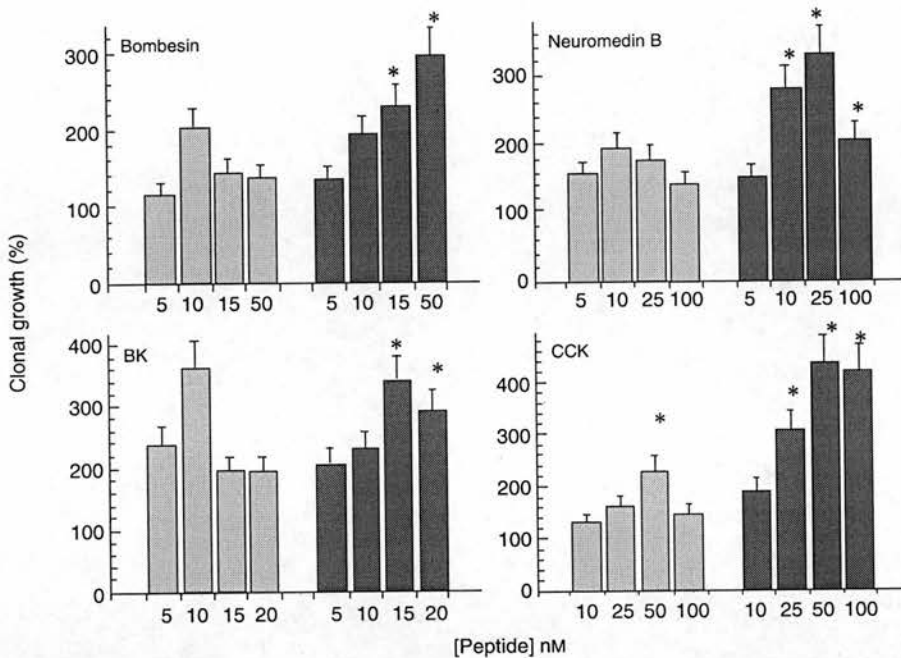 Clonal growth (%)
Bombesin
* *
300
200
100
0
5 10 15 50 5 10 15 50
Neuromedin B
* * *
300
200
100
0
5 10 25 100 5 10 25 100
BK
* *
400
300
200
100
0
5 10 15 20 5 10 15 20
CCK
* * * *
400
300
200
100
0
10 25 50 100 10 25 50 100
[Peptide] nM